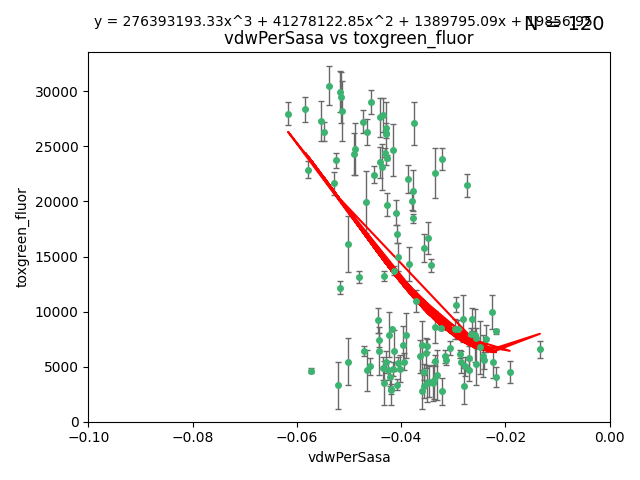 y = 276393193.33x^3 + 41278122.85x^2 + 1389795.09x +
N = 120
vdwPerSasa vs toxgreen_fluor
toxgreen_fluor
30000
25000
20000
15000
10000
5000
0
−0.10 −0.08 −0.06 −0.04 −0.02 0.00
vdwPerSasa